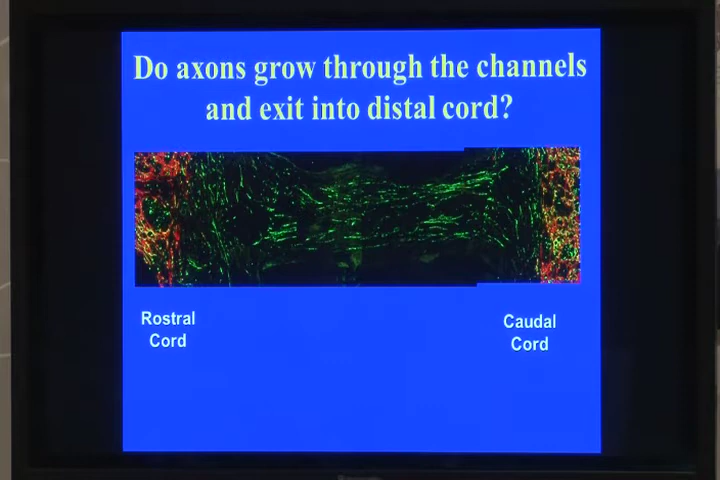 Do axons grow through the channels
and exit into distal cord?
Rostral
Cord
Caudal
Cord